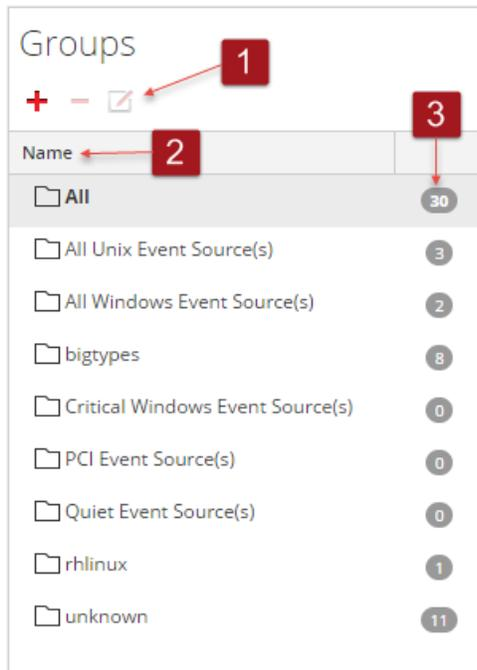 Groups
1
3
Name
2
All 30
All Unix Event Source(s) 3
All Windows Event Source(s) 2
bigtypes 8
Critical Windows Event Source(s) 0
PCI Event Source(s) 0
Quiet Event Source(s) 0
rhlinux 1
unknown 11